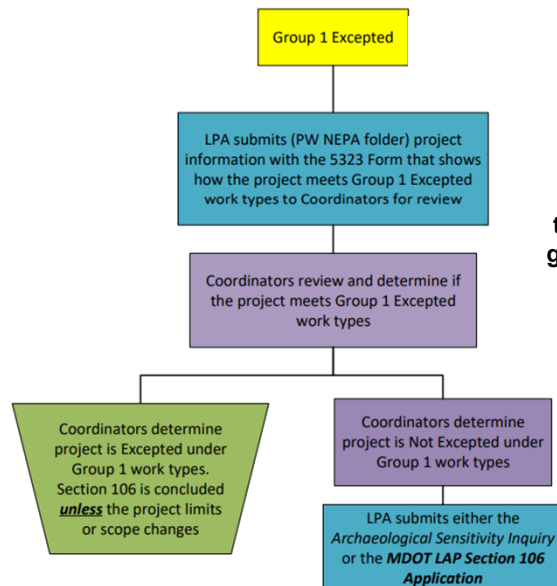 Group 1 Excepted
LPA submits (PW NEPA folder) project
information with the 5323 Form that shows
how the project meets Group 1 Excepted
work types to Coordinators for review
t
g
Coordinators review and determine if
the project meets Group 1 Excepted
work types
Coordinators determine
project is Excepted under
Group 1 work types.
Section 106 is concluded
unless the project limits
or scope changes
Coordinators determine
project is Not Excepted under
Group 1 work types
LPA submits either the
Archaeological Sensitivity Inquiry
or the MDOT LAP Section 106
Application